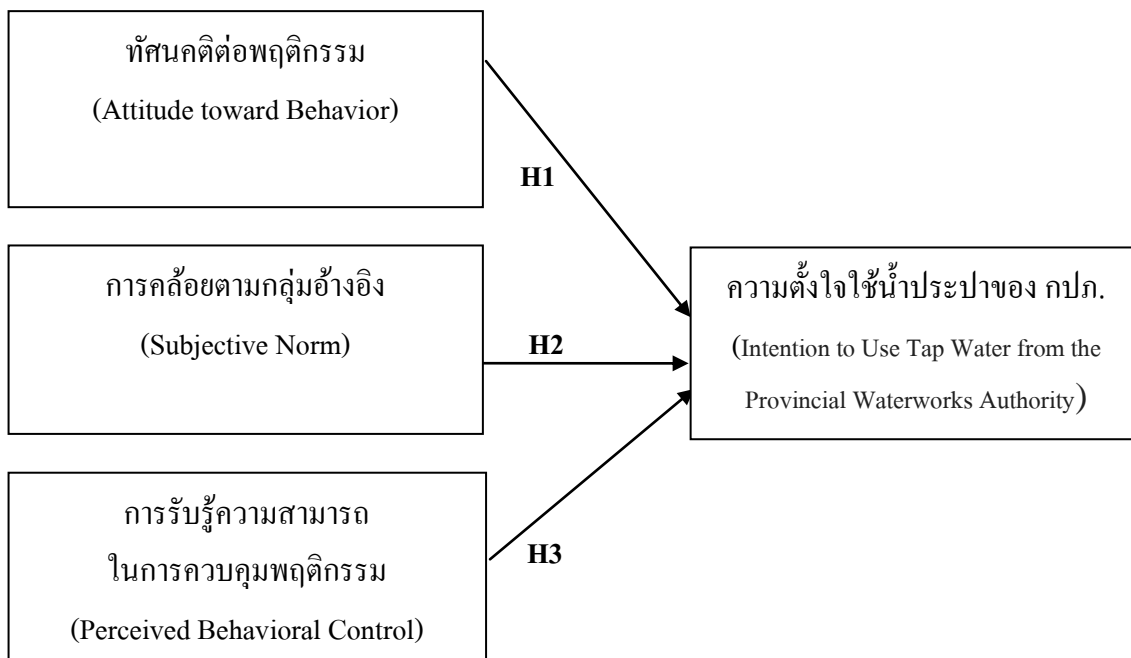 ทัศนคติต่อพฤติกรรม
(Attitude toward Behavior)
H1
การคล้อยตามกลุ่มอ้างอิง
(Subjective Norm)
H2
ความตั้งใจใช้น้ำประปาของ กปภ.
(Intention to Use Tap Water from the
Provincial Waterworks Authority)
การรับรู้ความสามารถ
ในการควบคุมพฤติกรรม
(Perceived Behavioral Control)
H3